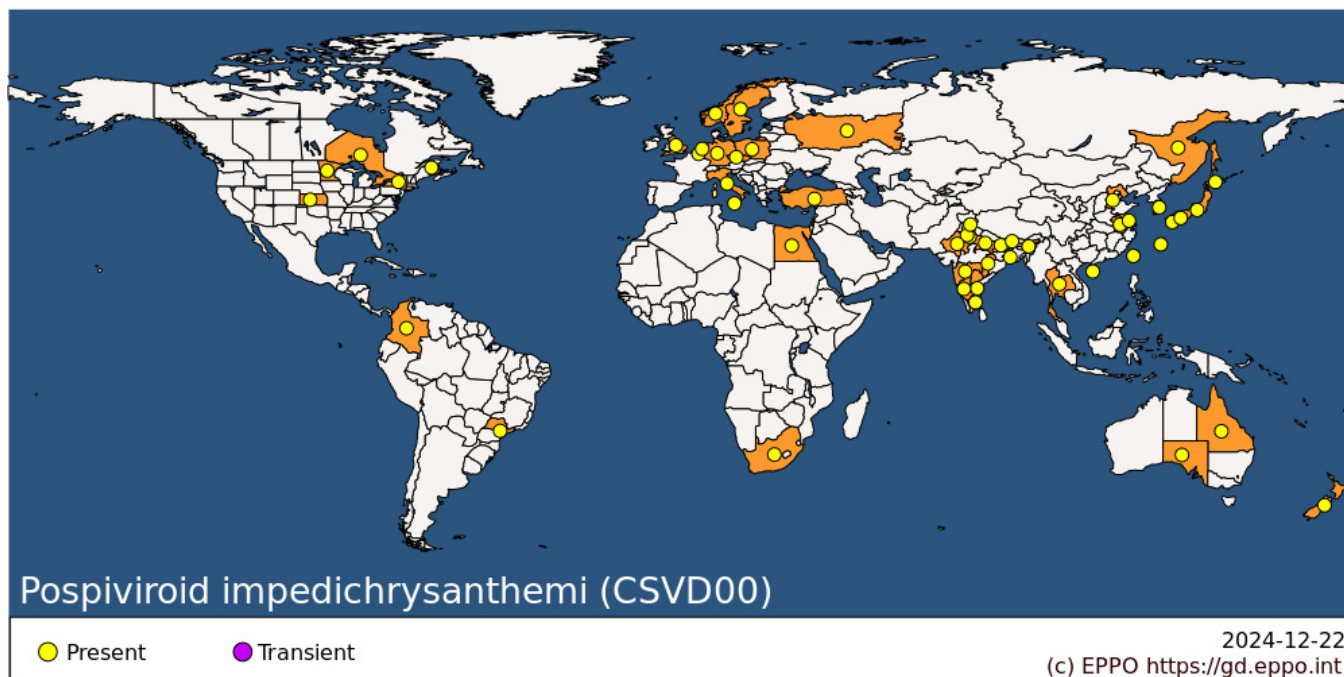 Pospiviroid impedichrysanthemi (CSVD00)
Present
Transient
2024-12-22
(c) EPPO https://gd.eppo.int